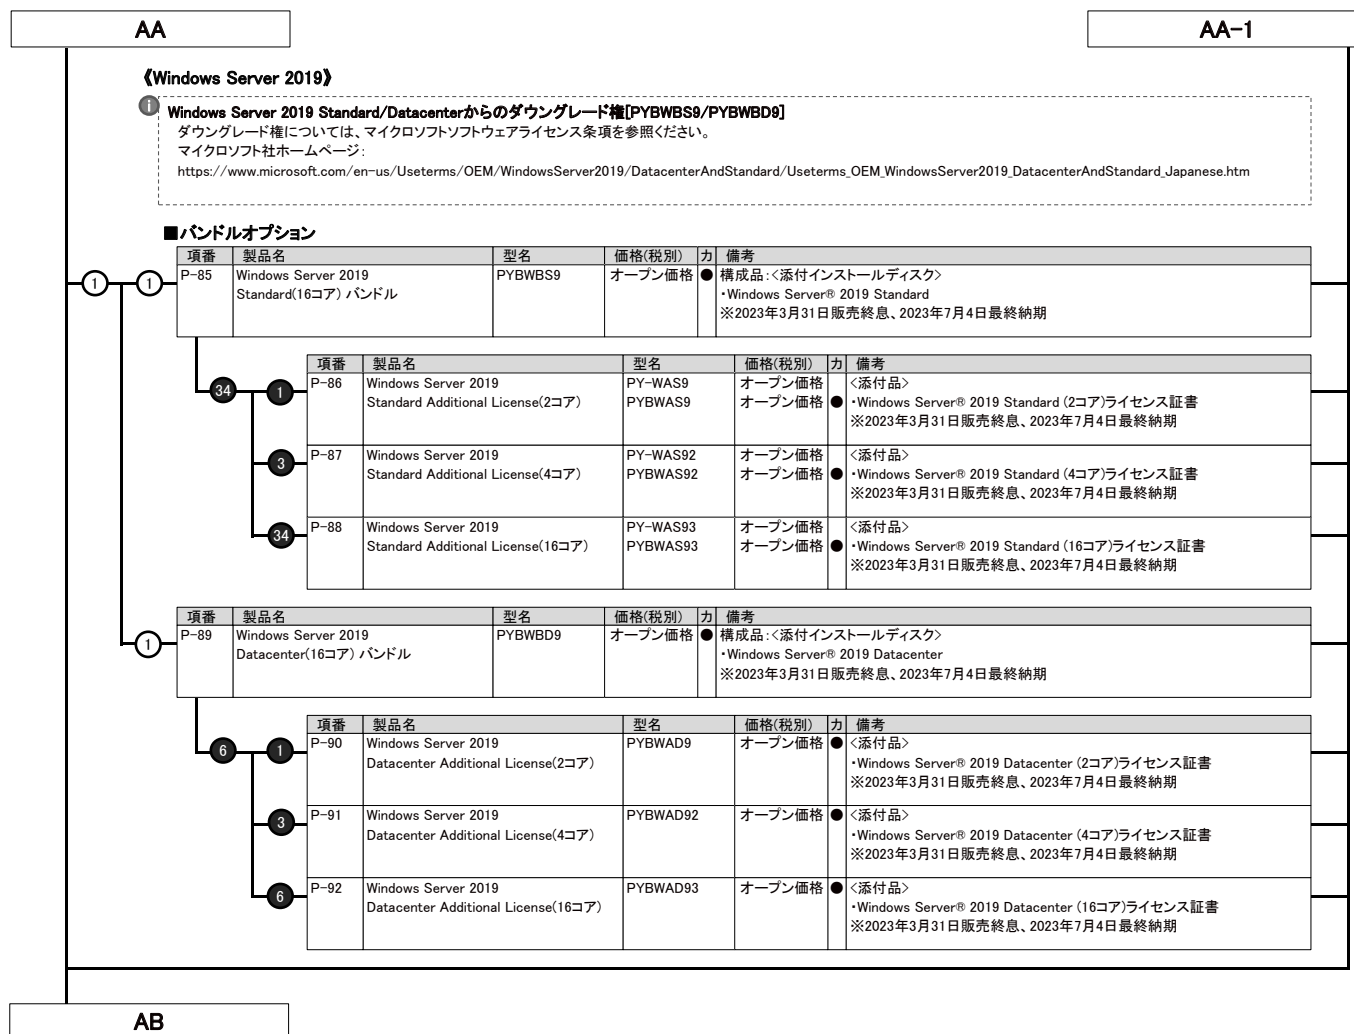 AA
AA-1
《Windows Server 2019》
i
Windows Server 2019 Standard/Datacenterからのダウングレード権[PYBWBS9/PYBWBD9]
ダウングレード権については、マイクロソフトソフトウェアライセンス条項を参照ください。
マイクロソフト社ホームページ:
https://www.microsoft.com/en-us/Useterms/OEM/WindowsServer2019/DatacenterAndStandard/Useterms_OEM_WindowsServer2019_DatacenterAndStandard_Japanese.htm
■バンドルオプション
項番 製品名 型名 価格(税別) カ 備考
1 1 P-85 Windows Server 2019 PYBWBS9 オープン価格 ● 構成品:<添付インストールディスク>
Standard(16コア) バンドル ・Windows Server® 2019 Standard
※2023年3月31日販売終息、2023年7月4日最終納期
項番 製品名 型名 価格(税別) カ 備考
34 1 P-86 Windows Server 2019 PY-WAS9 オープン価格 <添付品>
Standard Additional License(2コア) PYBWAS9 オープン価格 ● ・Windows Server® 2019 Standard (2コア)ライセンス証書
※2023年3月31日販売終息、2023年7月4日最終納期
3 P-87 Windows Server 2019 PY-WAS92 オープン価格 <添付品>
Standard Additional License(4コア) PYBWAS92 オープン価格 ● ・Windows Server® 2019 Standard (4コア)ライセンス証書
※2023年3月31日販売終息、2023年7月4日最終納期
34 P-88 Windows Server 2019 PY-WAS93 オープン価格 <添付品>
Standard Additional License(16コア) PYBWAS93 オープン価格 ● ・Windows Server® 2019 Standard (16コア)ライセンス証書
※2023年3月31日販売終息、2023年7月4日最終納期
項番 製品名 型名 価格(税別) カ 備考
1 P-89 Windows Server 2019 PYBWBD9 オープン価格 ● 構成品:<添付インストールディスク>
Datacenter(16コア) バンドル ・Windows Server® 2019 Datacenter
※2023年3月31日販売終息、2023年7月4日最終納期
項番 製品名 型名 価格(税別) カ 備考
6 1 P-90 Windows Server 2019 PYBWAD9 オープン価格 ● <添付品>
Datacenter Additional License(2コア) ・Windows Server® 2019 Datacenter (2コア)ライセンス証書
※2023年3月31日販売終息、2023年7月4日最終納期
3 P-91 Windows Server 2019 PYBWAD92 オープン価格 ● <添付品>
Datacenter Additional License(4コア) ・Windows Server® 2019 Datacenter (4コア)ライセンス証書
※2023年3月31日販売終息、2023年7月4日最終納期
6 P-92 Windows Server 2019 PYBWAD93 オープン価格 ● <添付品>
Datacenter Additional License(16コア) ・Windows Server® 2019 Datacenter (16コア)ライセンス証書
※2023年3月31日販売終息、2023年7月4日最終納期
AB